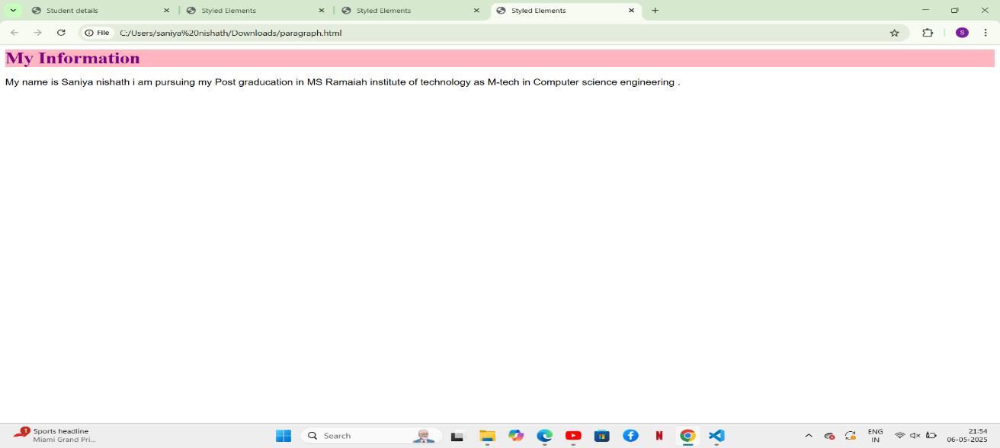 Student details
Styled Elements
Styled Elements
Styled Elements
File C:/Users/saniya%20nishath/Downloads/paragraph.html
S
My Information
My name is Saniya nishath i am pursuing my Post graducation in MS Ramaiah institute of technology as M-tech in Computer science engineering .
1
Sports headline
Miami Grand Pri...
Search
N
ENG
IN
21:54
06-05-2025